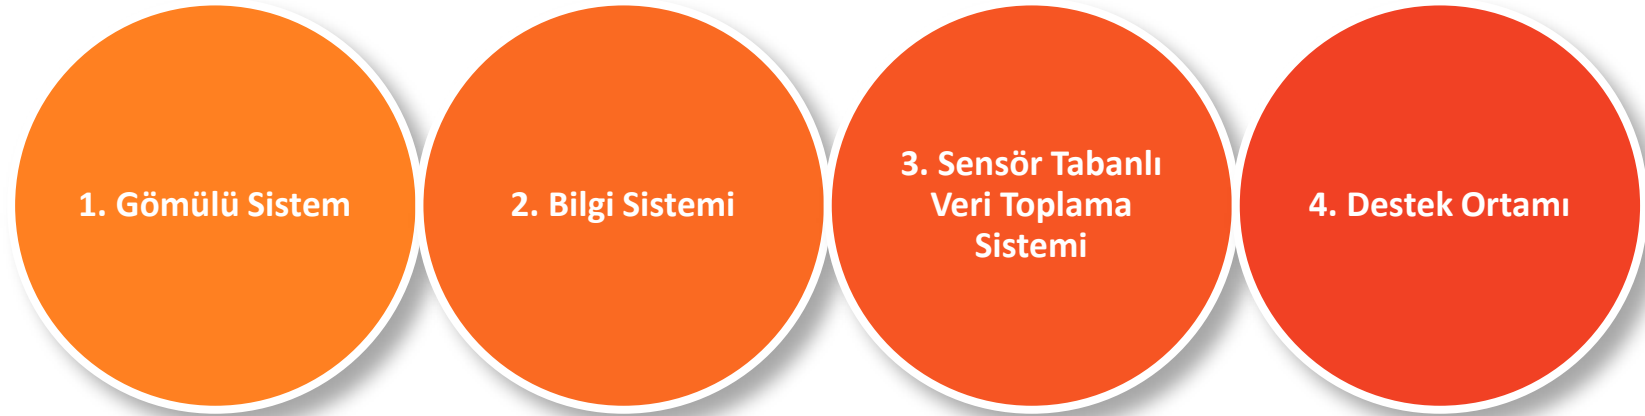 1. Gömülü Sistem
2. Bilgi Sistemi
3. Sensör Tabanlı
Veri Toplama
Sistemi
4. Destek Ortamı